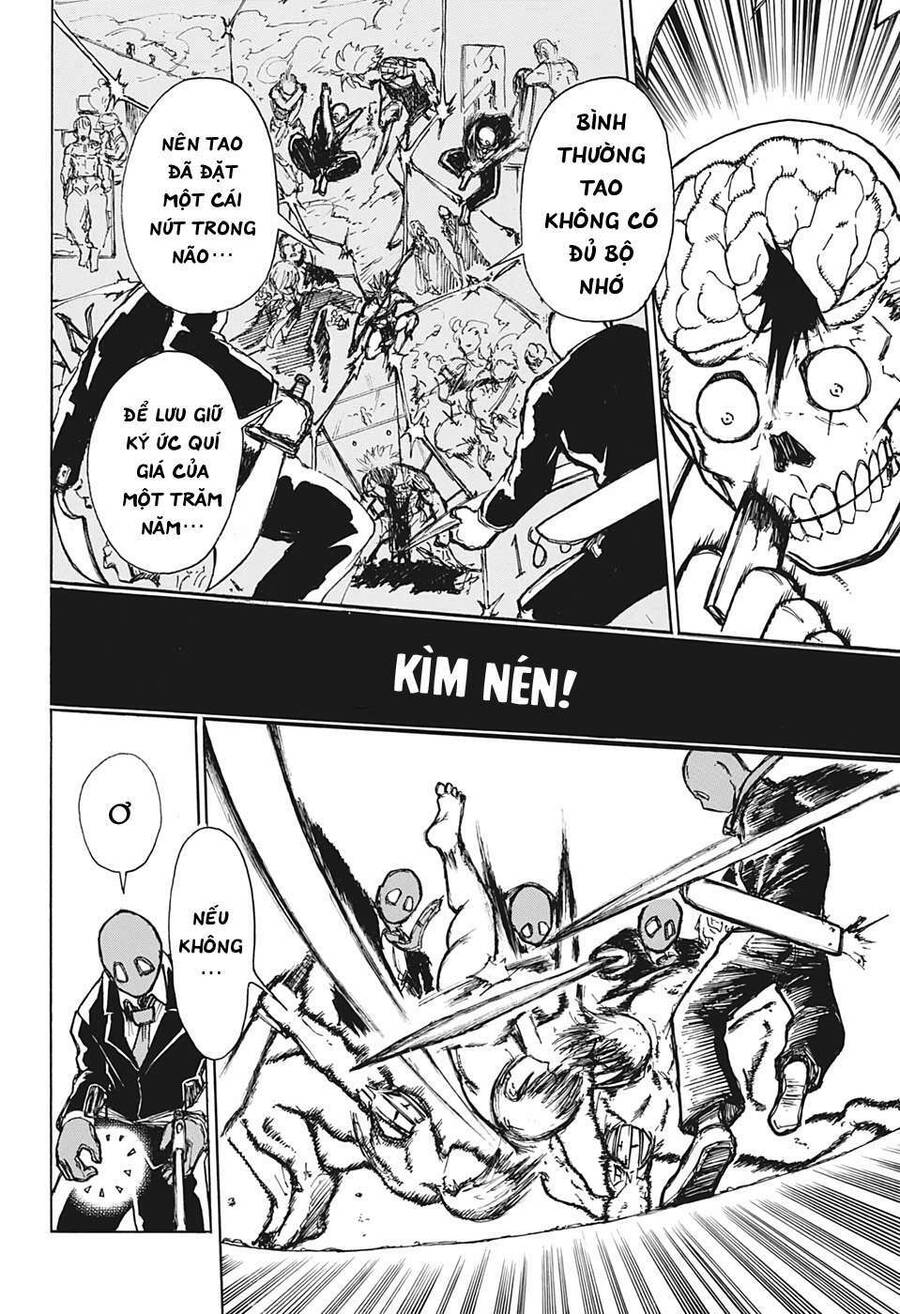 BÌNH
THƯỜNG
TAO
KHÔNG CÓ
ĐỦ BỘ
NHỚ
NÊN TAO
ĐÃ ĐẶT
MỘT CÁI
NÚT TRONG
NÃO...
ĐỂ LƯU GIỮ
KÝ ỨC QUÍ
GIÁ CỦA
MỘT TRĂM
NĂM...
KÌM NÉN!
NẾU
KHÔNG
...
Ơ